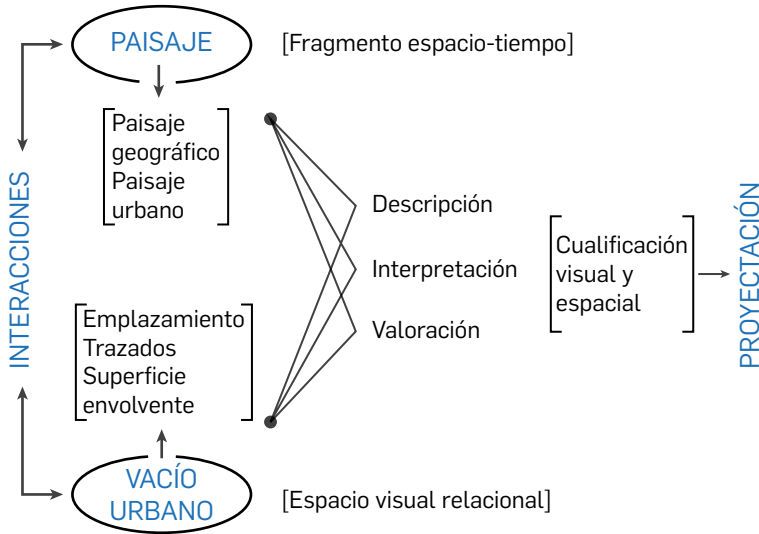 PAISAJE
[Fragmento espacio-tiempo]
Paisaje
geográfico
Paisaje
urbano
INTERACCIONES
Descripción
Interpretación
Valoración
Cualificación
visual y
espacial
PROYECTACIÓN
Emplazamiento
Trazados
Superficie
envolvente
VACÍO
URBANO
[Espacio visual relacional]